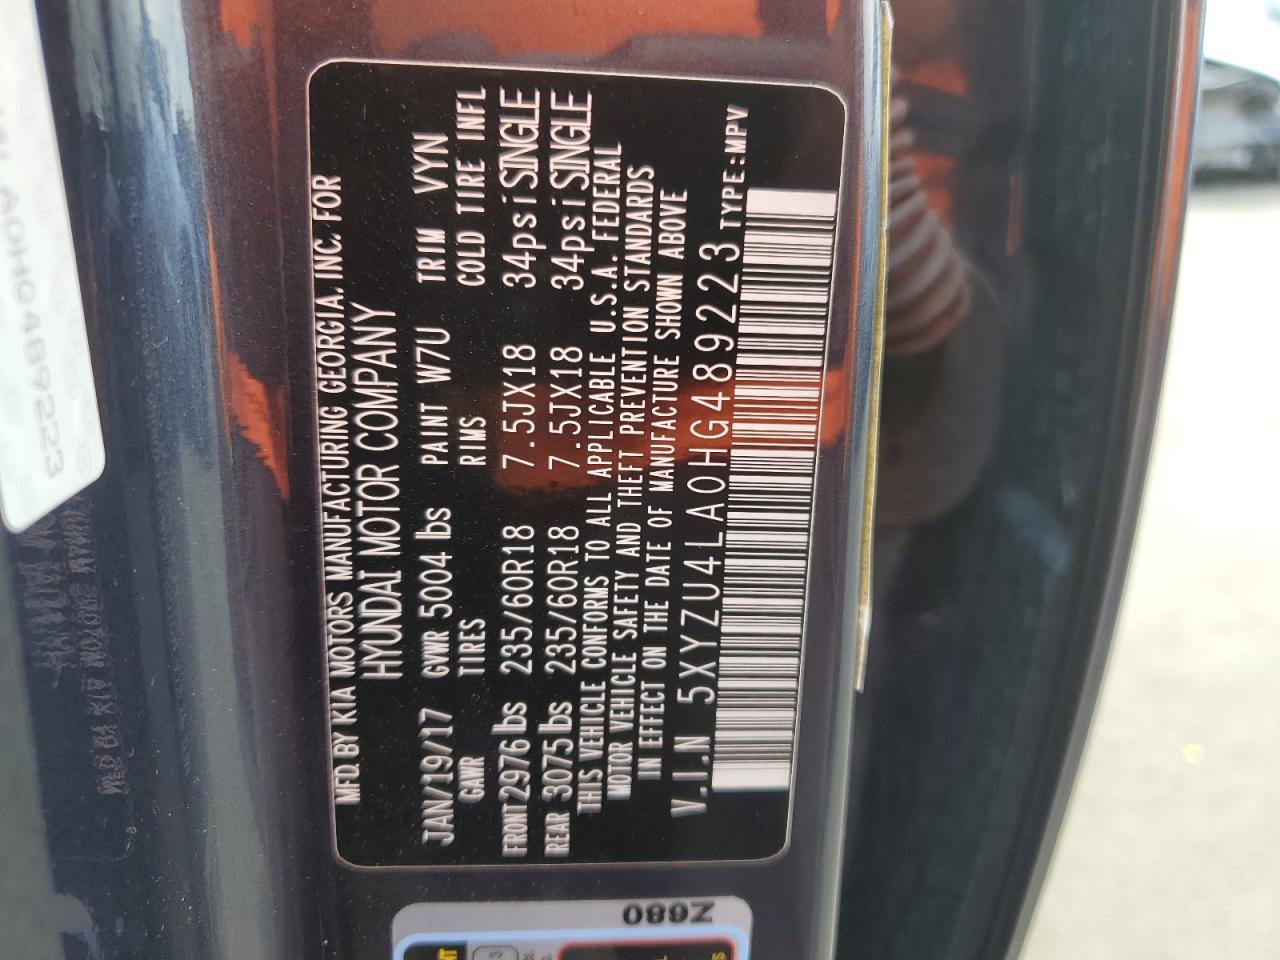 MFD BY KIA MOTORS MANUFACTURING GEORGIA, INC. FOR
HYUNDAI MOTOR COMPANY
JAN/19/17 GVWR 5004 lbs PAINT W7U TRIM VYN
GAWR TIRES RIMS COLD TIRE INFL
FRONT 2976 lbs 235/60R18 7.5JX18 34psi SINGLE
REAR 3075 lbs 235/60R18 7.5JX18 34psi SINGLE
THIS VEHICLE CONFORMS TO ALL APPLICABLE U.S.A. FEDERAL
MOTOR VEHICLE SAFETY AND THEFT PREVENTION STANDARDS
IN EFFECT ON THE DATE OF MANUFACTURE SHOWN ABOVE
V.I.N 5XYZU4LA0HG489223 TYPE:MPV
Z680